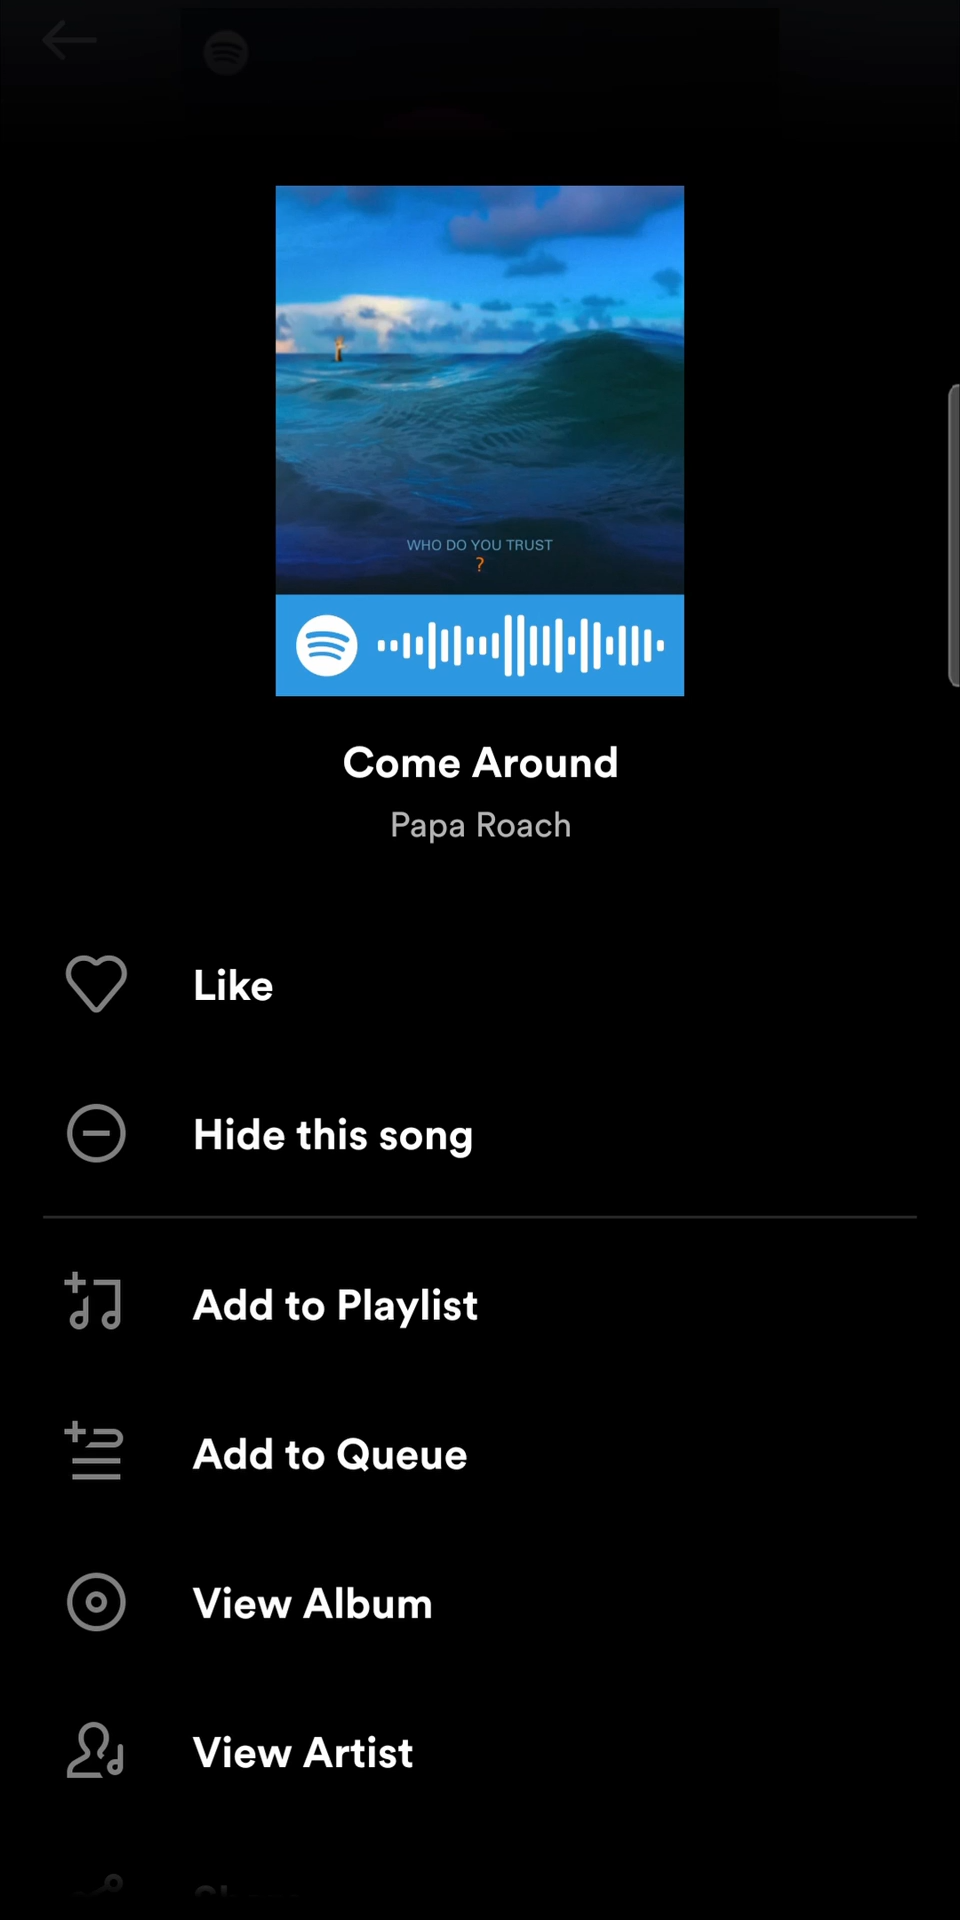 WHO DO YOU TRUST
?
Come Around
Papa Roach
Like
Hide this song
Add to Playlist
Add to Queue
View Album
View Artist